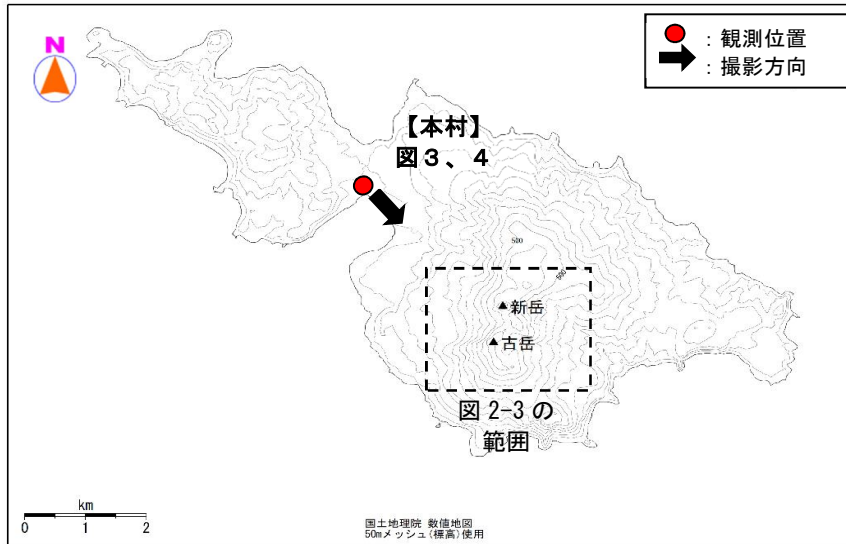 N
：観測位置
：撮影方向
【本村】
図３、４
500
500
▲新岳
▲古岳
図 2-3 の
範囲
km
0 1 2
国土地理院 数値地図
50mメッシュ(標高)使用